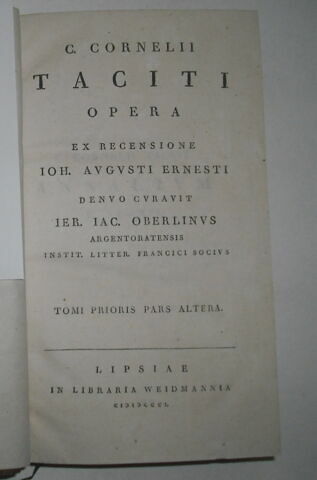 C. CORNELII
TACITI
OPERA
EX RECENSIONE
IOH. AVGVSTI ERNESTI
DENVO CVRAVIT
IER. IAC. OBERLINVS
ARGENTORATENSIS
INSTIT. LITTER. FRANCICI SOCIVS
TOMI PRIORIS PARS ALTERA.
LIPSIAE
IN LIBRARIA WEIDMANNIA